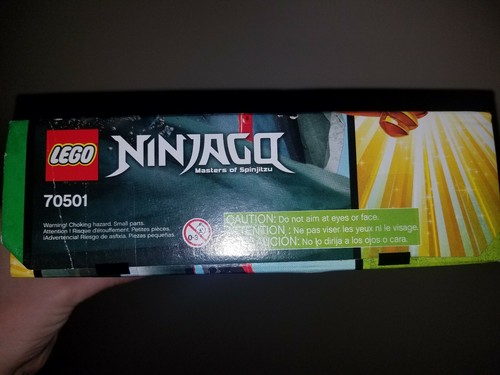 LEGO
NINJAGO
Masters of Spinjitzu
70501
Warning! Choking hazard. Small parts.
Attention ! Risque d'étouffement. Petites pièces.
¡Advertencia! Riesgo de asfixia. Piezas pequeñas.
0-3
CAUTION: Do not aim at eyes or face.
ATTENTION : Ne pas viser les yeux ni le visage.
PRECAUCIÓN: No lo dirija a los ojos o cara.